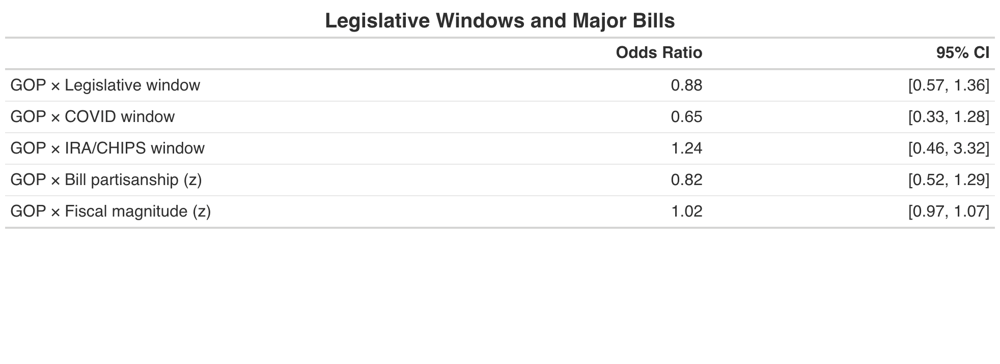 Legislative Windows and Major Bills
Odds Ratio 95% CI
GOP × Legislative window 0.88 [0.57, 1.36]
GOP × COVID window 0.65 [0.33, 1.28]
GOP × IRA/CHIPS window 1.24 [0.46, 3.32]
GOP × Bill partisanship (z) 0.82 [0.52, 1.29]
GOP × Fiscal magnitude (z) 1.02 [0.97, 1.07]